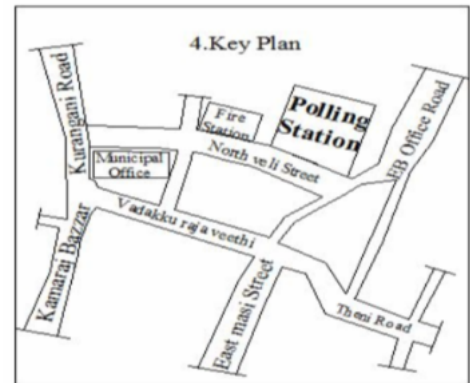 4.Key Plan
Kurangani Road
Fire
Station
Polling
Station
EB Office Road
Municipal
Office
North veli Street
Vadakku raja veethi
Kamaraj Bazzar
East masi Street
Theni Road